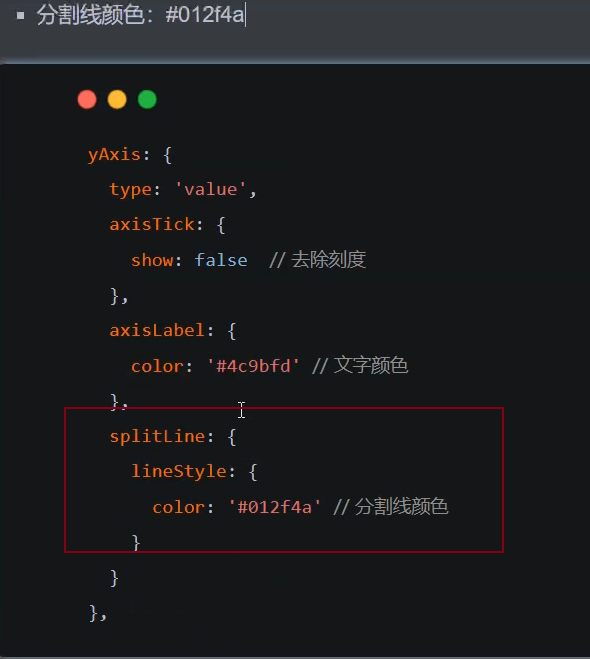 ▪ 分割线颜色：#012f4a
yAxis: {
  type: 'value',
  axisTick: {
    show: false  // 去除刻度
  },
  axisLabel: {
    color: '#4c9bfd' // 文字颜色
  },
  splitLine: {
    lineStyle: {
      color: '#012f4a' // 分割线颜色
    }
  }
},